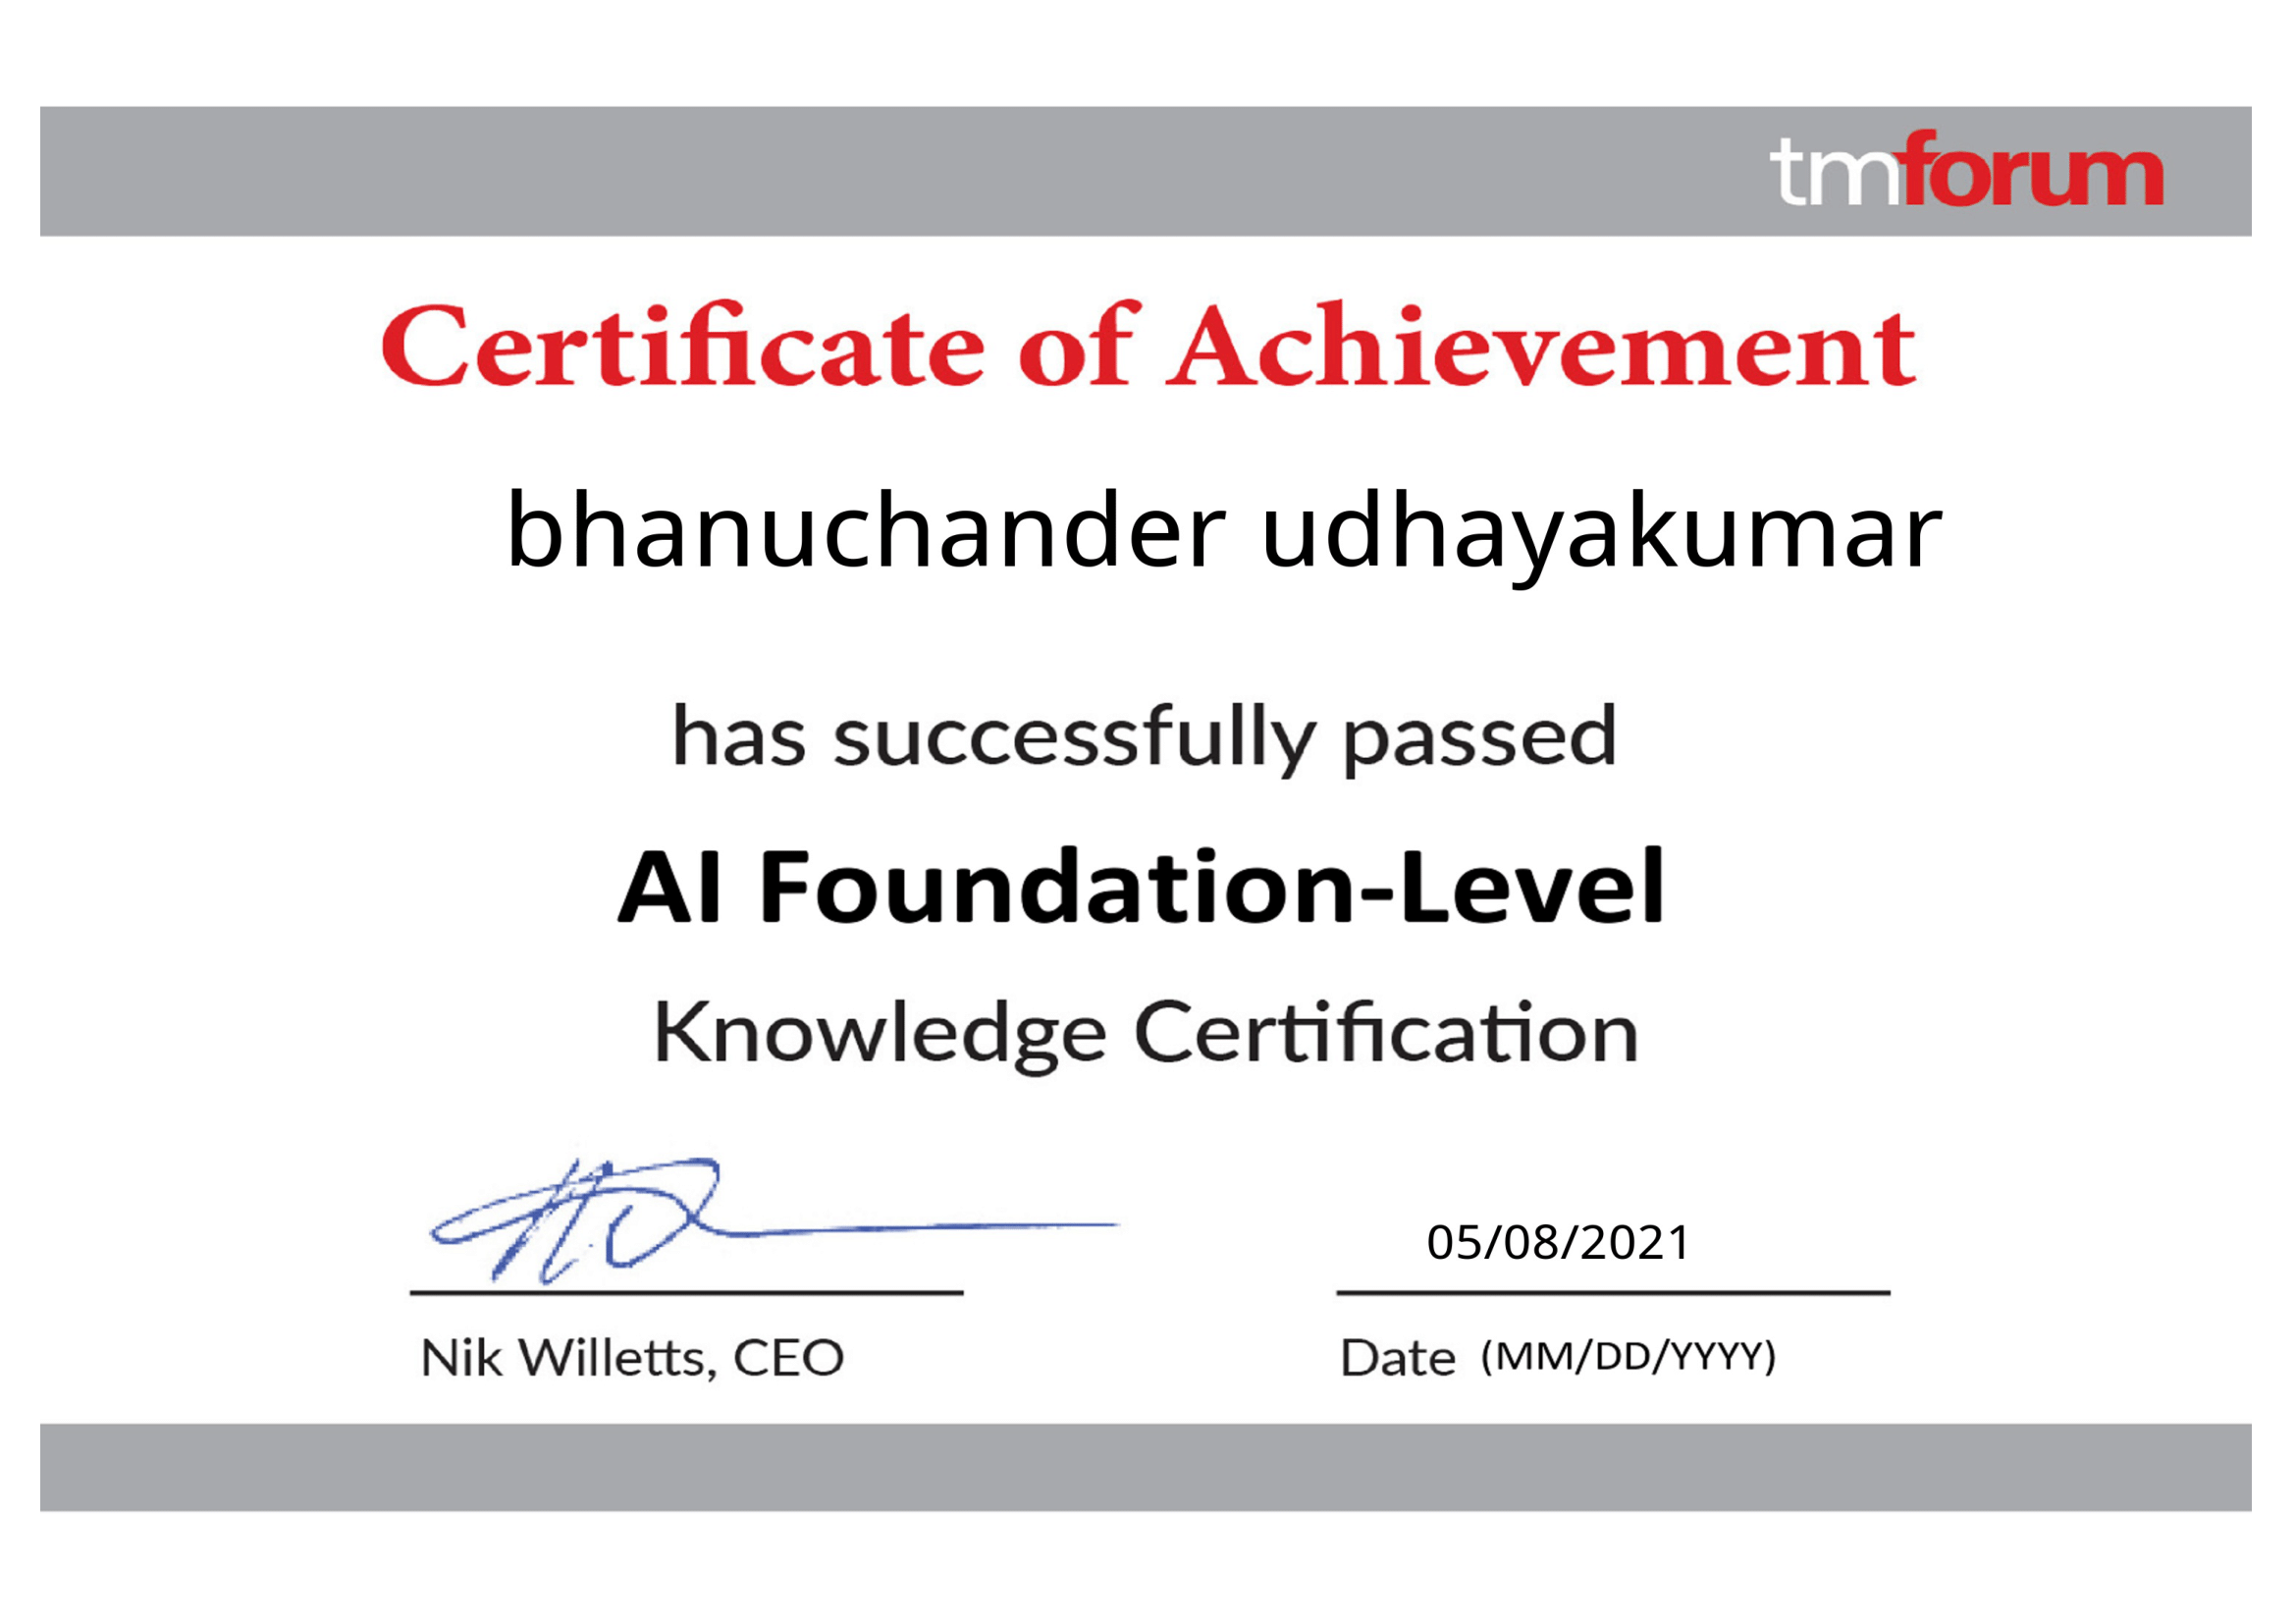 tmforum
Certificate of Achievement
bhanuchander udhayakumar
has successfully passed
AI Foundation-Level
Knowledge Certification
05/08/2021
Nik Willetts, CEO
Date (MM/DD/YYYY)